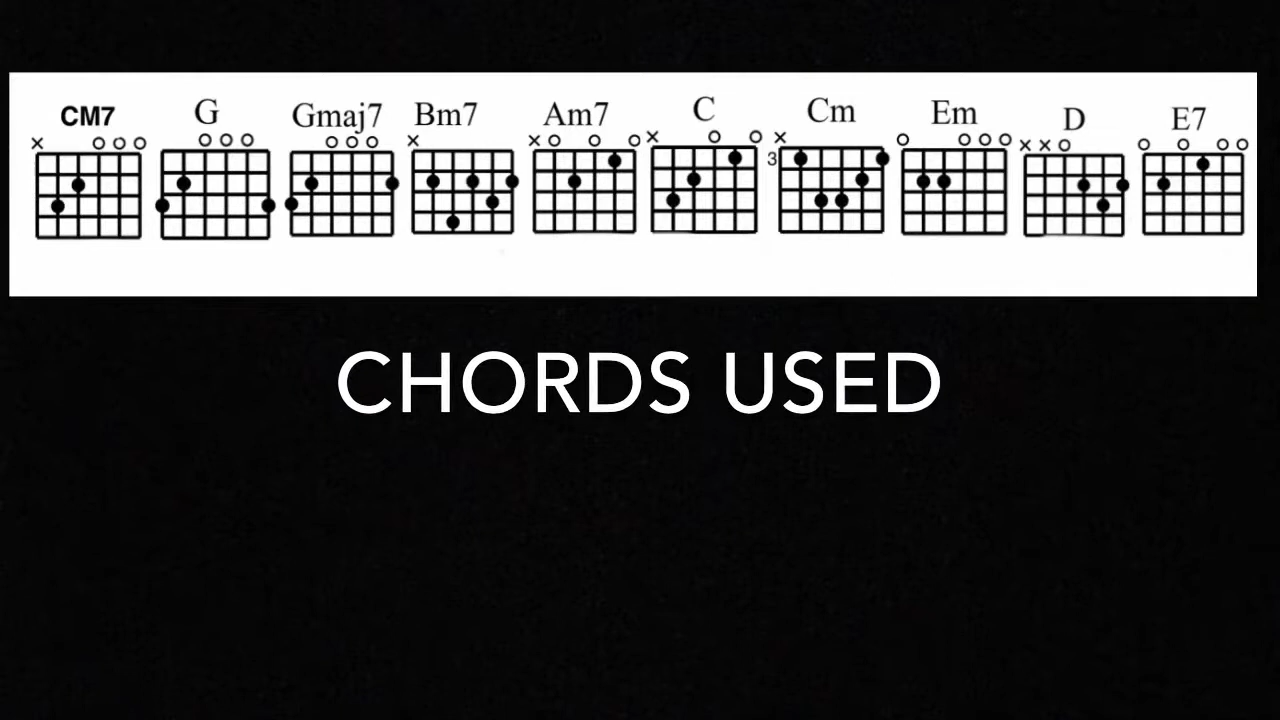 CM7 G Gmaj7 Bm7 Am7 C Cm Em D E7
x o o o o o o o o o x x o o o x o o x o o o o x x o o o o o
3
CHORDS USED